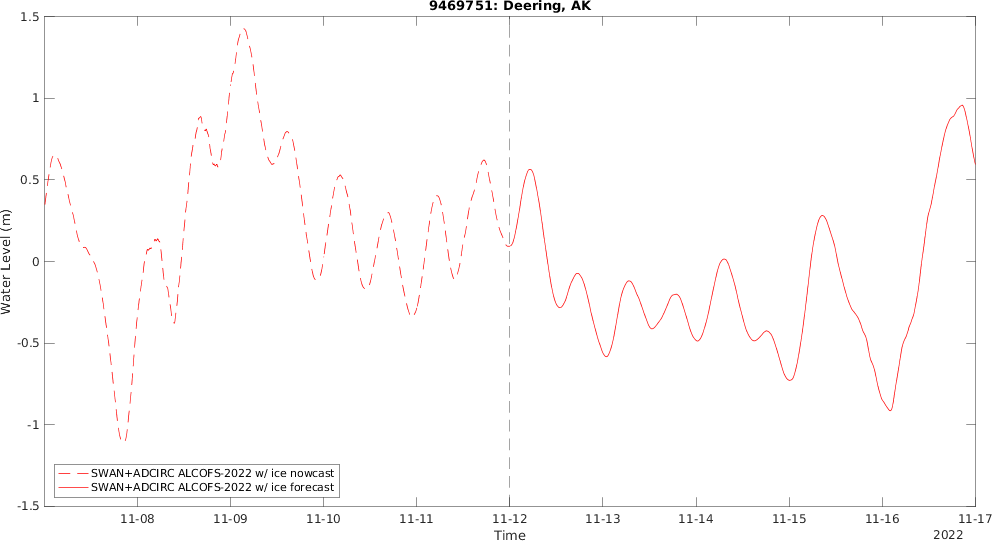 9469751: Deering, AK
1.5
1
0.5
0
-0.5
-1
-1.5
Water Level (m)
SWAN+ADCIRC ALCOFS-2022 w/ ice nowcast
SWAN+ADCIRC ALCOFS-2022 w/ ice forecast
11-08 11-09 11-10 11-11 11-12 11-13 11-14 11-15 11-16 11-17
Time
2022